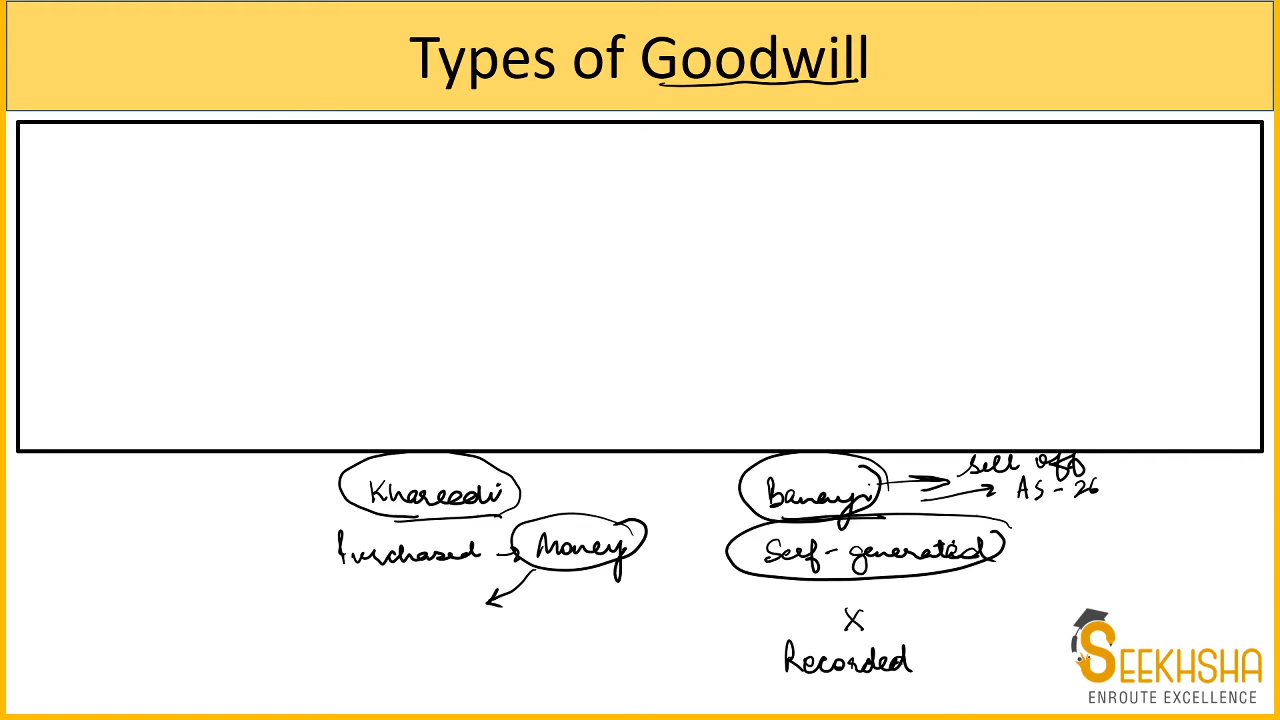 Types of Goodwill
Khareedi
Banayi
sell off
AS-26
Purchased → Money
Self-generated
X
Recorded
SEEKHSHA
ENROUTE EXCELLENCE